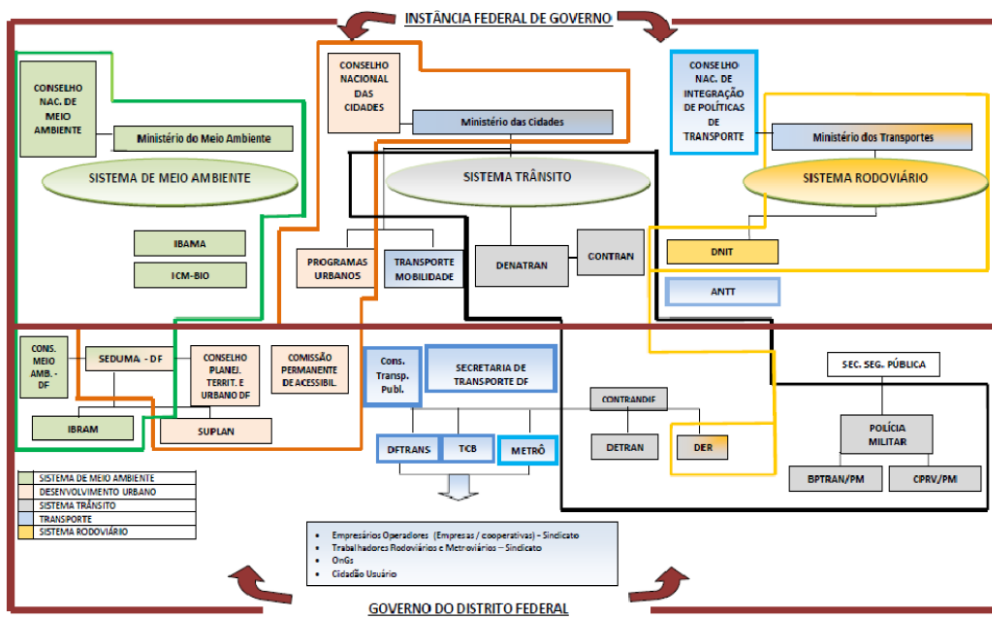 INSTÂNCIA FEDERAL DE GOVERNO
CONSELHO
NAC. DE
MEIO
AMBIENTE
Ministério do Meio Ambiente
SISTEMA DE MEIO AMBIENTE
IBAMA
ICM-BIO
CONSELHO
NACIONAL
DAS
CIDADES
Ministério das Cidades
SISTEMA TRÂNSITO
PROGRAMAS
URBANOS
TRANSPORTE
MOBILIDADE
DENATRAN
CONTRAN
CONSELHO
NAC. DE
INTEGRAÇÃO
DE POLÍTICAS
DE
TRANSPORTE
Ministério dos Transportes
SISTEMA RODOVIÁRIO
DNIT
ANTT
CONS.
MEIO
AMB. -
DF
SEDUMA - DF
CONSELHO
PLANEJ.
TERRIT. E
URBANO DF
COMISSÃO
PERMANENTE
DE ACESSIBIL.
IBRAM
SUPLAN
Cons.
Transp.
Publ.
SECRETARIA DE
TRANSPORTE DF
DFTRANS
TCB
METRÔ
CONTRANDIF
DETRAN
DER
SEC. SEG. PÚBLICA
POLÍCIA
MILITAR
BPTRAN/PM
CPRV/PM
SISTEMA DE MEIO AMBIENTE
DESENVOLVIMENTO URBANO
SISTEMA TRÂNSITO
TRANSPORTE
SISTEMA RODOVIÁRIO
• Empresários Operadores (Empresas / cooperativas) - Sindicato
• Trabalhadores Rodoviários e Metroviários – Sindicato
• OnGs
• Cidadão Usuário
GOVERNO DO DISTRITO FEDERAL